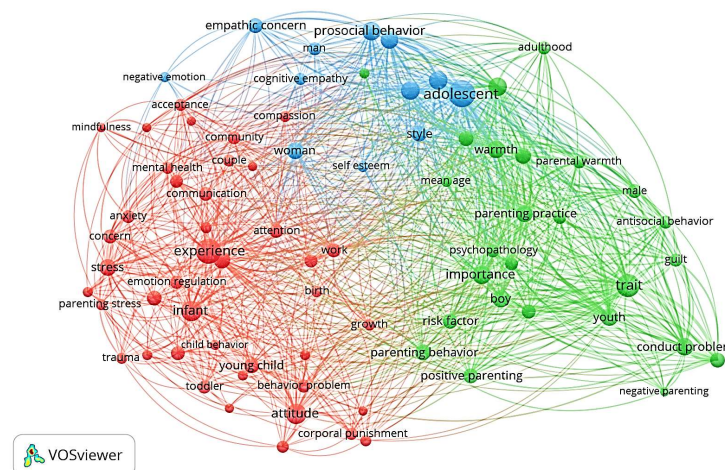 empathic concern
prosocial behavior
man
adulthood
negative emotion
cognitive empathy
adolescent
acceptance
compassion
mindfulness
community
style
woman
warmth
couple
parental warmth
mental health
self esteem
mean age
communication
male
anxiety
parenting practice
antisocial behavior
concern
attention
experience
work
psychopathology
guilt
stress
importance
emotion regulation
trait
parenting stress
birth
boy
infant
youth
growth
risk factor
child behavior
conduct problem
trauma
parenting behavior
young child
positive parenting
toddler
behavior problem
negative parenting
attitude
corporal punishment
VOSviewer